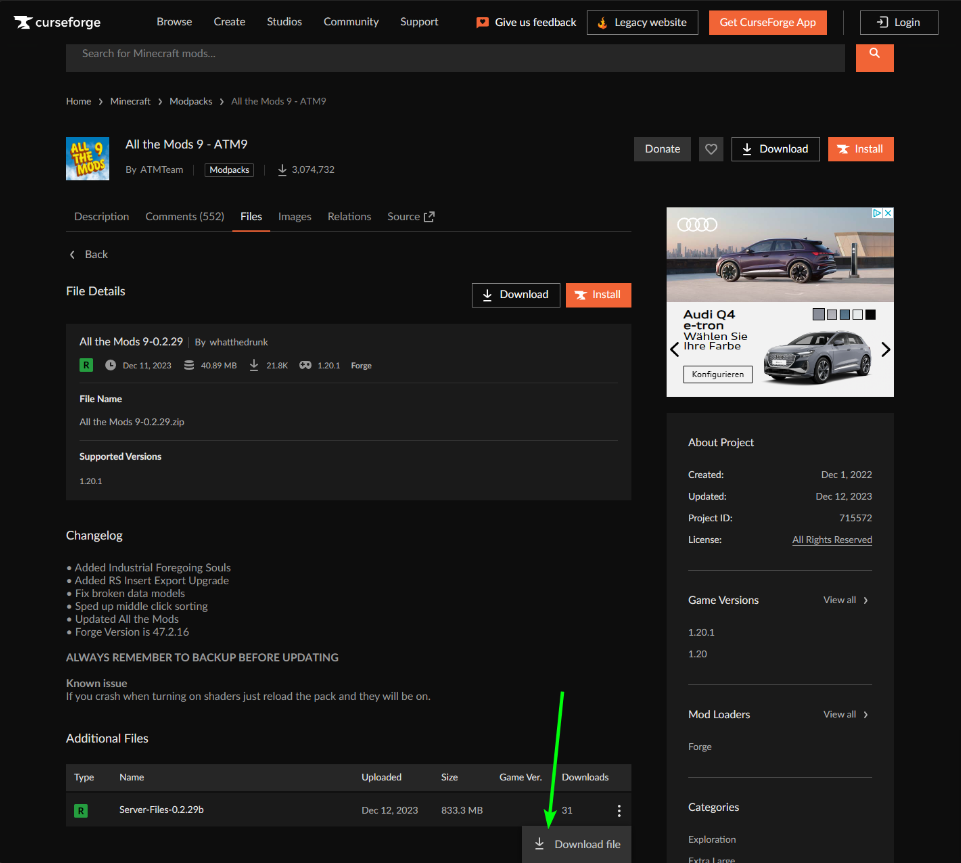 curseforge
Browse Create Studios Community Support Give us feedback Legacy website Get CurseForge App Login
Search for Minecraft mods...
Home > Minecraft > Modpacks > All the Mods 9 - ATM9
ALL THE MODS 9
All the Mods 9 - ATM9
By ATMTeam Modpacks 3,074,732
Donate Download Install
Description Comments (552) Files Images Relations Source
Back
File Details
Download Install
All the Mods 9-0.2.29 By whatthedrunk
R Dec 11, 2023 40.89 MB 21.8K 1.20.1 Forge
File Name
All the Mods 9-0.2.29.zip
Supported Versions
1.20.1
Changelog
• Added Industrial Foregoing Souls
• Added RS Insert Export Upgrade
• Fix broken data models
• Sped up middle click sorting
• Updated All the Mods
• Forge Version is 47.2.16
ALWAYS REMEMBER TO BACKUP BEFORE UPDATING
Known issue
If you crash when turning on shaders just reload the pack and they will be on.
Additional Files
Type Name Uploaded Size Game Ver. Downloads
R Server-Files-0.2.29b Dec 12, 2023 833.3 MB 31
Download file
Audi Q4
e-tron
Wählen Sie
Ihre Farbe
Konfigurieren
About Project
Created: Dec 1, 2022
Updated: Dec 12, 2023
Project ID: 715572
License: All Rights Reserved
Game Versions View all >
1.20.1
1.20
Mod Loaders View all >
Forge
Categories
Exploration
Extra Large